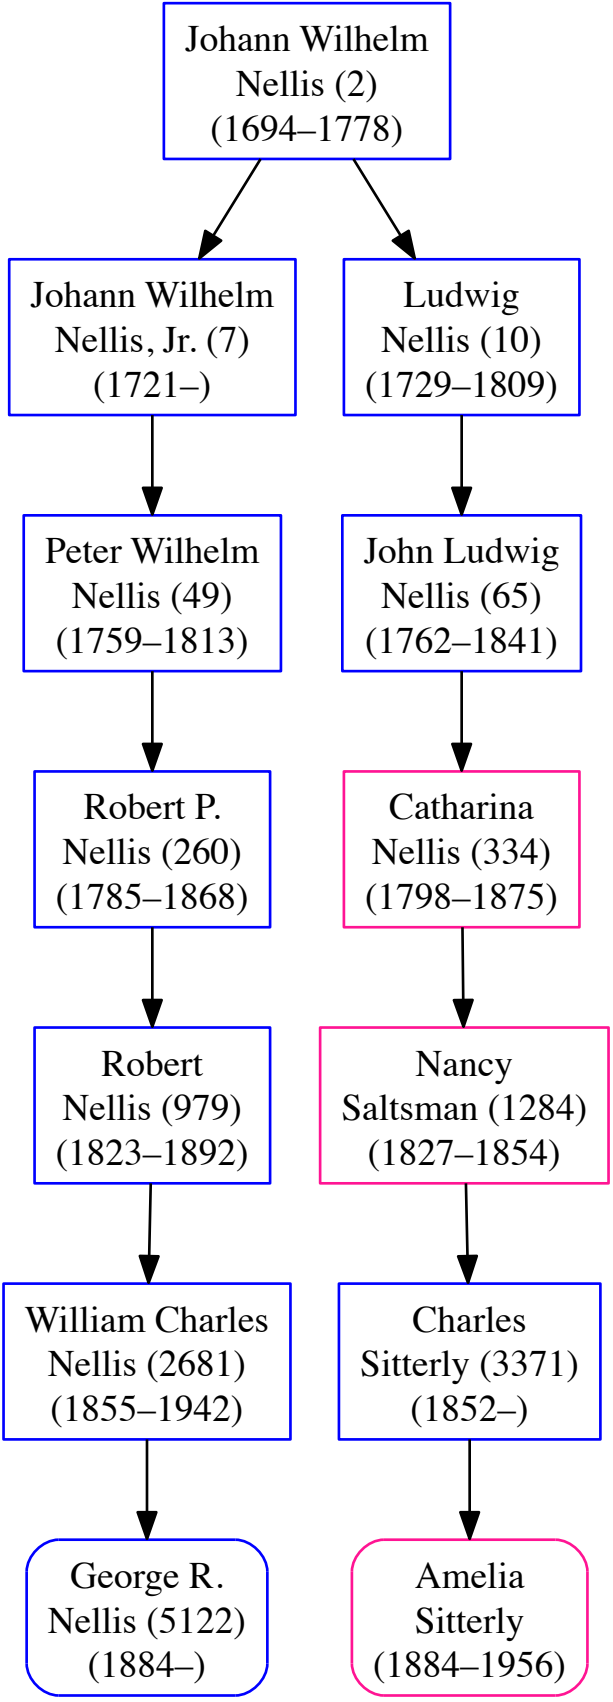 Johann Wilhelm
Nellis (2)
(1694–1778)
Johann Wilhelm
Nellis, Jr. (7)
(1721–)
Ludwig
Nellis (10)
(1729–1809)
Peter Wilhelm
Nellis (49)
(1759–1813)
John Ludwig
Nellis (65)
(1762–1841)
Robert P.
Nellis (260)
(1785–1868)
Catharina
Nellis (334)
(1798–1875)
Robert
Nellis (979)
(1823–1892)
Nancy
Saltsman (1284)
(1827–1854)
William Charles
Nellis (2681)
(1855–1942)
Charles
Sitterly (3371)
(1852–)
George R.
Nellis (5122)
(1884–)
Amelia
Sitterly
(1884–1956)